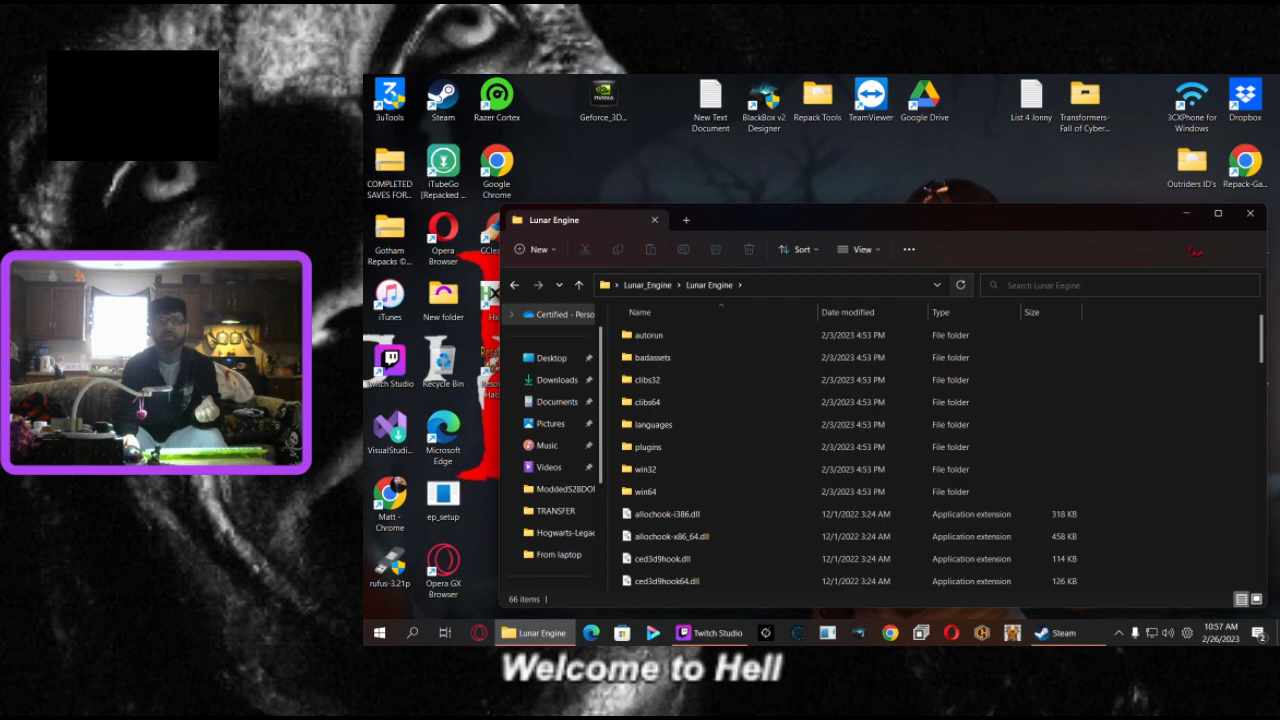 3uTools
Steam
Razer Cortex
Geforce_3D...
New Text
Document
BlackBox v2
Designer
Repack Tools
TeamViewer
Google Drive
List 4 Jonny
Transformers-
Fall of Cyber...
3CXPhone for
Windows
Dropbox
COMPLETED
SAVES FOR...
iTubeGo
[Repacked ...
Google
Chrome
Outriders ID's
Repack-Ga...
Gotham
Repacks ©...
Opera
Browser
CClea
iTunes
New folder
Hx
Twitch Studio
Recycle Bin
Reso
Hac
VisualStudi...
Microsoft
Edge
Matt -
Chrome
ep_setup
rufus-3.21p
Opera GX
Browser
Lunar Engine
New
Sort
View
Lunar_Engine > Lunar Engine >
Search Lunar Engine
Certified - Perso
Desktop
Downloads
Documents
Pictures
Music
Videos
ModdedS28DOI
TRANSFER
Hogwarts-Legac
From laptop
Name Date modified Type Size
autorun 2/3/2023 4:53 PM File folder
badassets 2/3/2023 4:53 PM File folder
clibs32 2/3/2023 4:53 PM File folder
clibs64 2/3/2023 4:53 PM File folder
languages 2/3/2023 4:53 PM File folder
plugins 2/3/2023 4:53 PM File folder
win32 2/3/2023 4:53 PM File folder
win64 2/3/2023 4:53 PM File folder
allochook-i386.dll 12/1/2022 3:24 AM Application extension 318 KB
allochook-x86_64.dll 12/1/2022 3:24 AM Application extension 458 KB
ced3d9hook.dll 12/1/2022 3:24 AM Application extension 114 KB
ced3d9hook64.dll 12/1/2022 3:24 AM Application extension 126 KB
66 items
Lunar Engine
Twitch Studio
Steam
10:57 AM
2/26/2023
2
Welcome to Hell